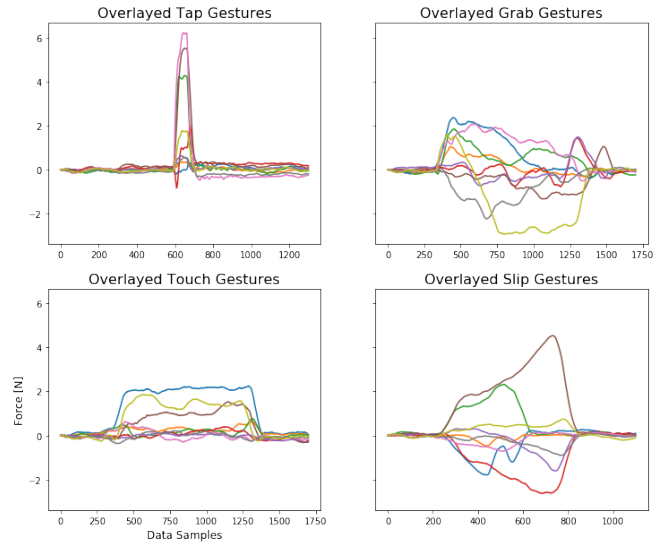 Overlayed Tap Gestures
Overlayed Grab Gestures
6
4
2
0
−2
0 200 400 600 800 1000 1200
0 250 500 750 1000 1250 1500 1750
Overlayed Touch Gestures
Overlayed Slip Gestures
Force [N]
6
4
2
0
−2
0 250 500 750 1000 1250 1500 1750
0 200 400 600 800 1000
Data Samples